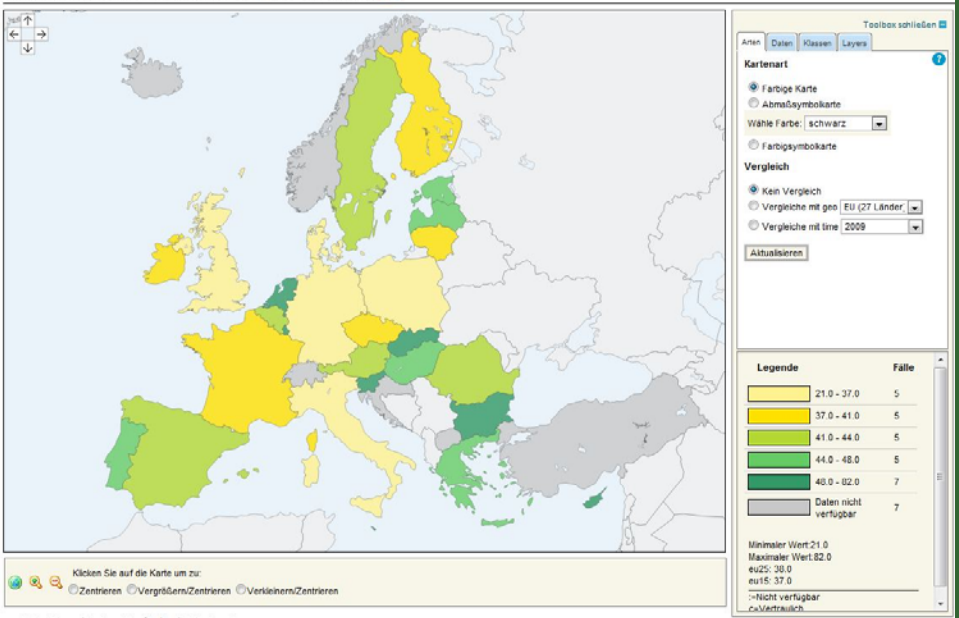 Toolbox schließen
Arten Daten Klassen Layers
?
Kartenart
Farbige Karte
Abmaßsymbolkarte
Wähle Farbe: schwarz
Farbigsymbolkarte
Vergleich
Kein Vergleich
Vergleiche mit geo EU (27 Länder)
Vergleiche mit time 2009
Aktualisieren
Legende Fälle
21.0 - 37.0 5
37.0 - 41.0 5
41.0 - 44.0 5
44.0 - 48.0 5
48.0 - 82.0 7
Daten nicht verfügbar 7
Minimaler Wert:21.0
Maximaler Wert:82.0
eu25: 38.0
eu15: 37.0
:=Nicht verfügbar
c=Vertraulich
Klicken Sie auf die Karte um zu:
Zentrieren Vergrößern/Zentrieren Verkleinern/Zentrieren